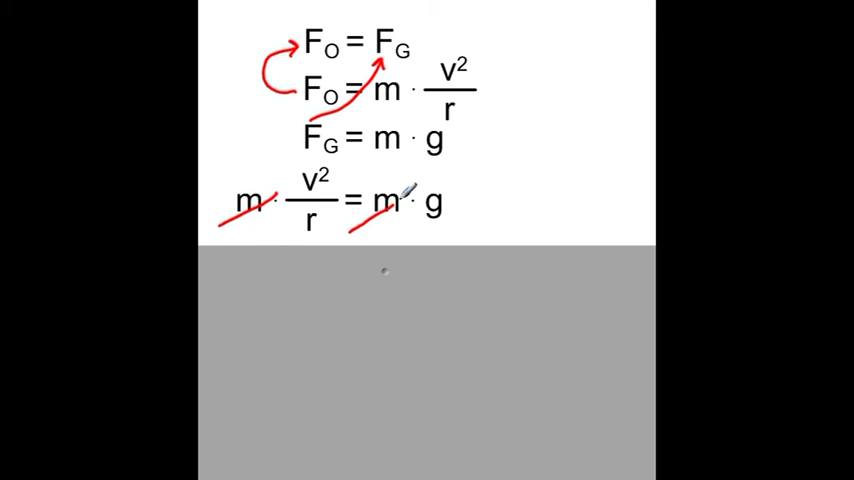 F_O = F_G
F_O = m · v²/r
F_G = m · g
m · v²/r = m · g